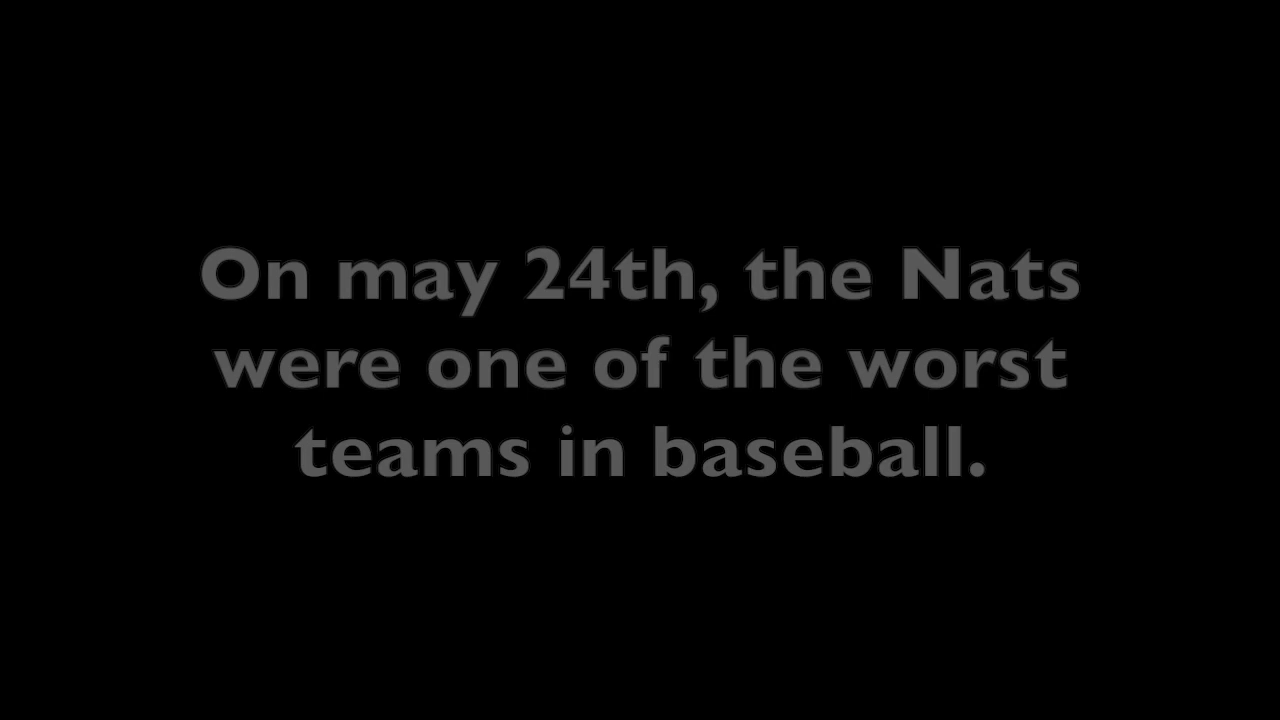 On may 24th, the Nats
were one of the worst
teams in baseball.